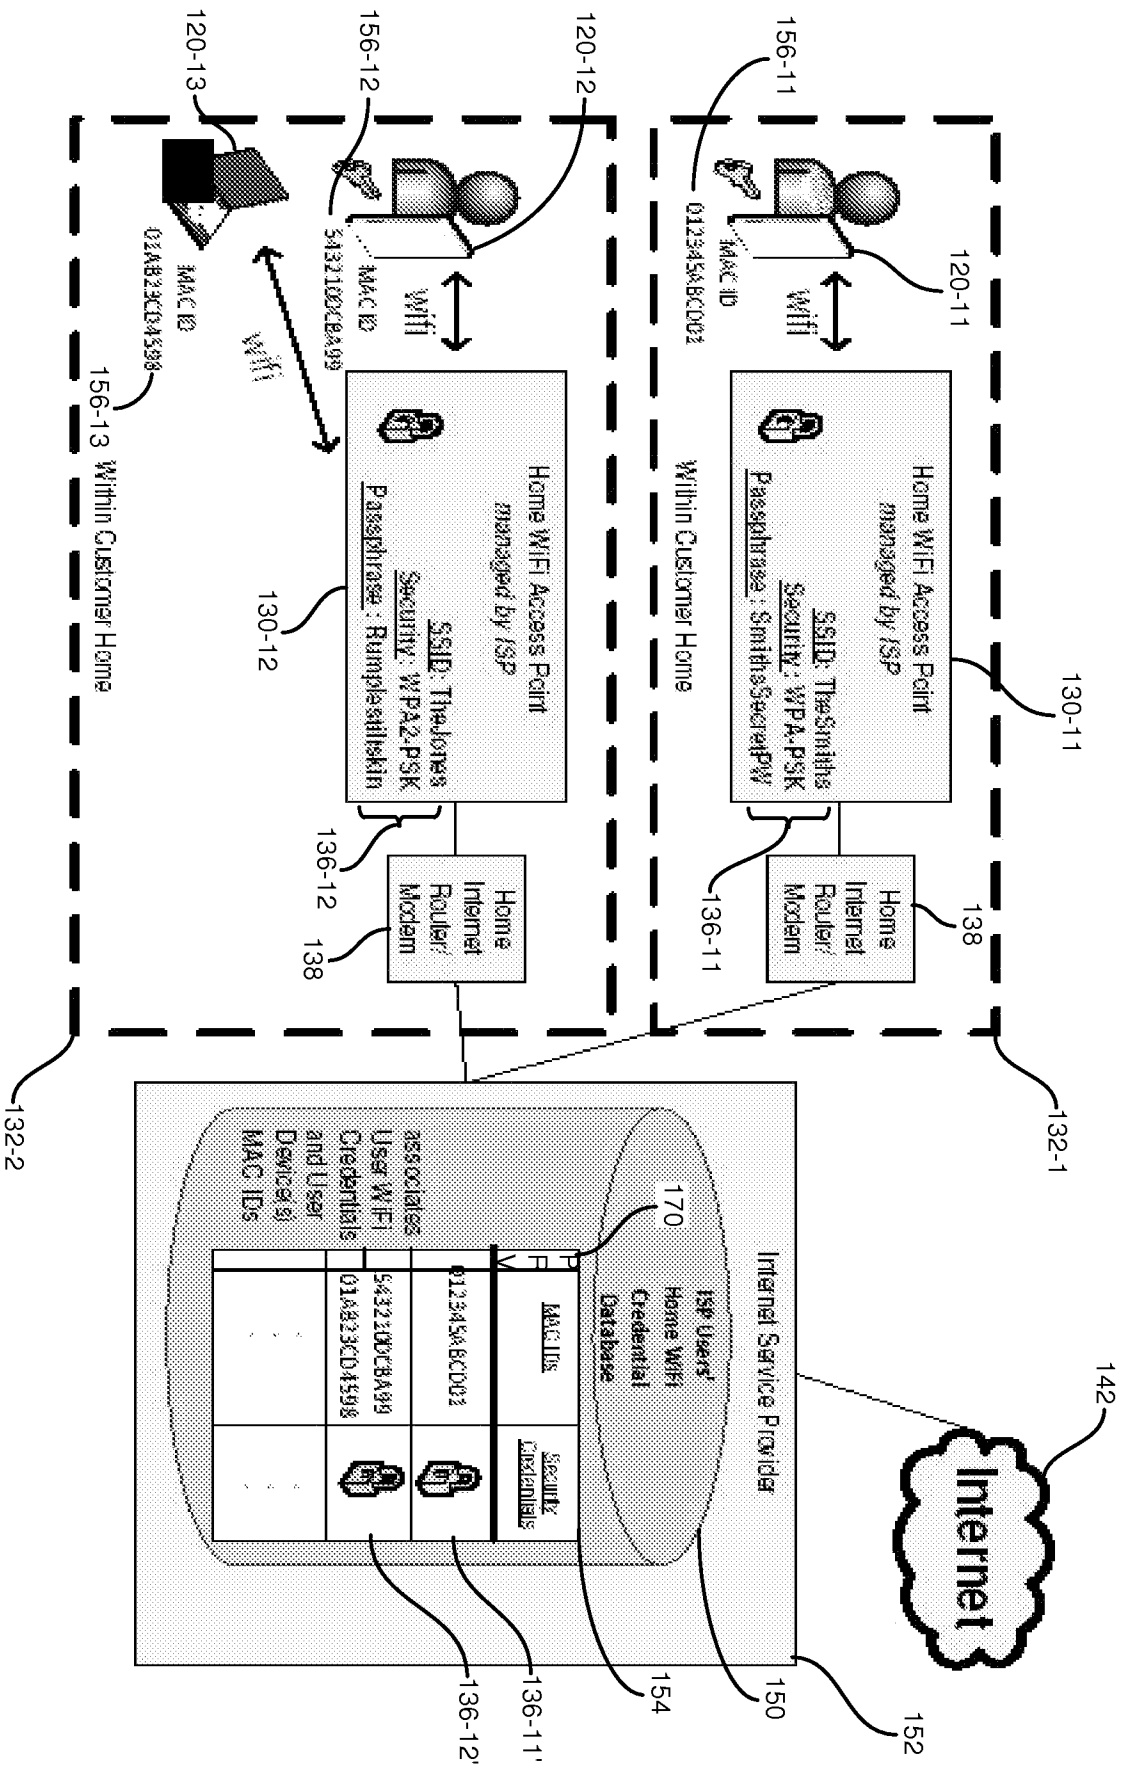 156-11
120-11
130-11
138
132-1
142
Internet
MAC ID
012345ABCD01
wifi
Home WiFi Access Point
managed by ISP
SSID: TheSmiths
Security : WPA-PSK
Passphrase : SmithsSecretPW
136-11
Home
Internet
Router/
Modem
Within Customer Home
120-12
156-12
120-13
MAC ID
543210DCBA99
wifi
Home WiFi Access Point
managed by ISP
SSID: TheJones
Security : WPA2-PSK
Passphrase : Rumplestiltskin
136-12
130-12
Home
Internet
Router/
Modem
138
wifi
MAC ID
01AB23CD4598
156-13
Within Customer Home
132-2
Internet Service Provider
152
150
154
ISP Users'
Home WiFi
Credential
Database
170
P
F
V
MAC IDs
Security
Credentials
012345ABCD01
543210DCBA99
01AB23CD4598
136-11'
136-12'
associates
User WiFi
Credentials
and User
Device(s)
MAC IDs